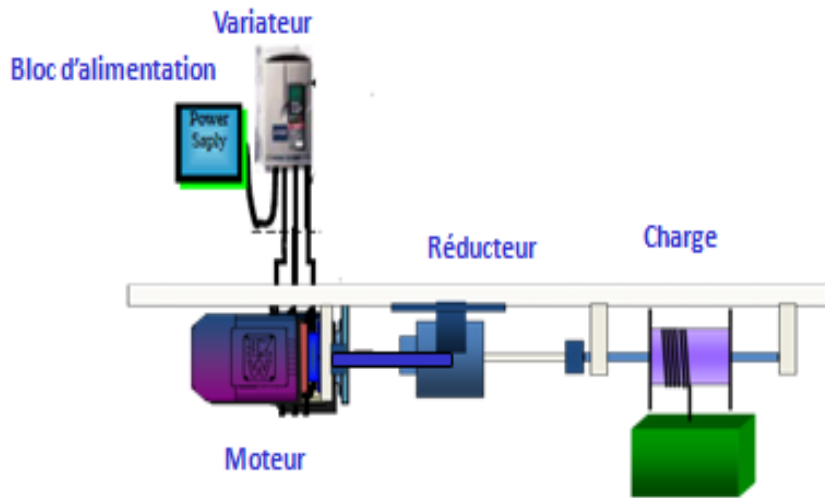 Variateur
Bloc d'alimentation
Power
Saply
Réducteur
Charge
Moteur